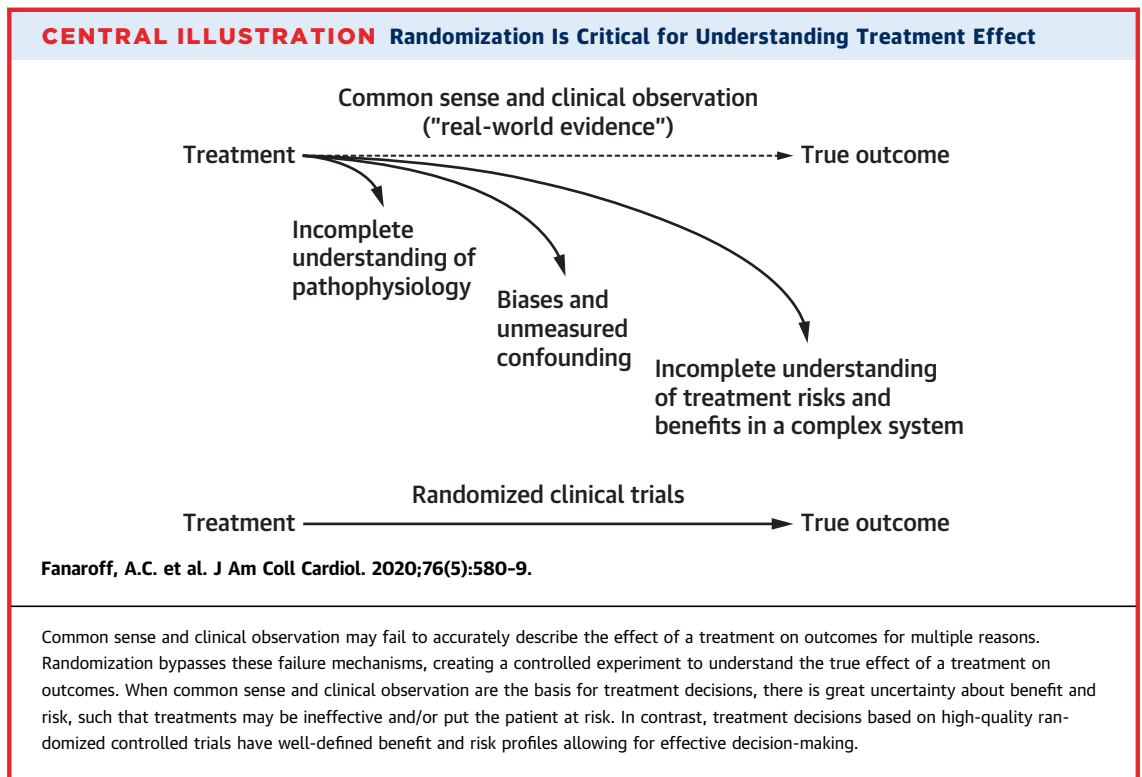 CENTRAL ILLUSTRATION Randomization Is Critical for Understanding Treatment Effect
Common sense and clinical observation
("real-world evidence")
Treatment
True outcome
Incomplete
understanding of
pathophysiology
Biases and
unmeasured
confounding
Incomplete understanding
of treatment risks and
benefits in a complex system
Randomized clinical trials
Treatment
True outcome
Fanaroff, A.C. et al. J Am Coll Cardiol. 2020;76(5):580–9.
Common sense and clinical observation may fail to accurately describe the effect of a treatment on outcomes for multiple reasons.
Randomization bypasses these failure mechanisms, creating a controlled experiment to understand the true effect of a treatment on
outcomes. When common sense and clinical observation are the basis for treatment decisions, there is great uncertainty about benefit and
risk, such that treatments may be ineffective and/or put the patient at risk. In contrast, treatment decisions based on high-quality ran-
domized controlled trials have well-defined benefit and risk profiles allowing for effective decision-making.